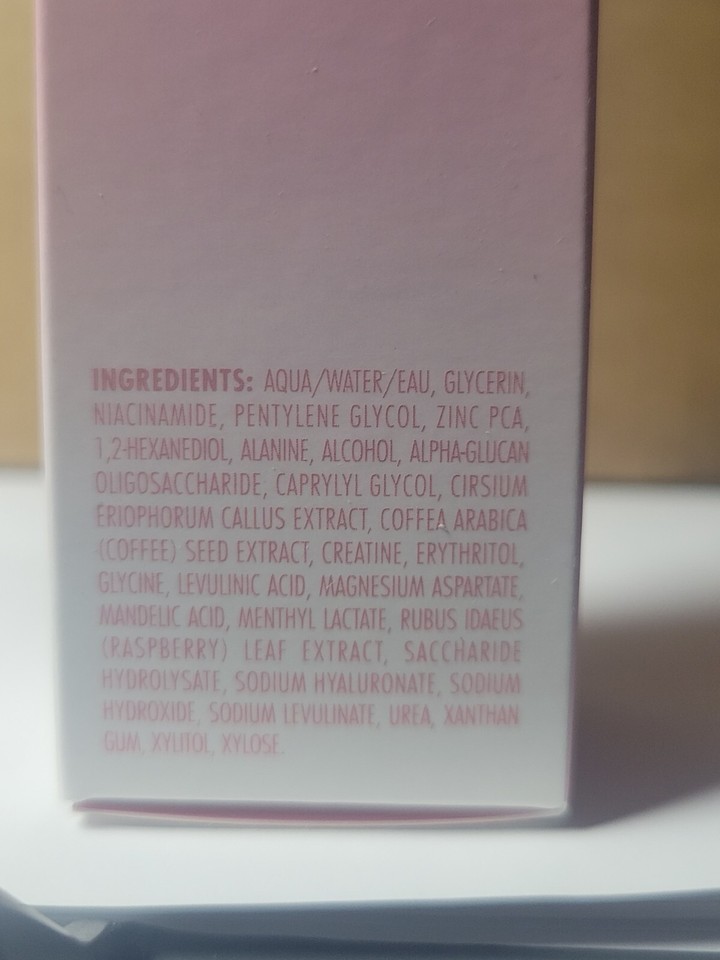 INGREDIENTS: AQUA/WATER/EAU, GLYCERIN,
NIACINAMIDE, PENTYLENE GLYCOL, ZINC PCA,
1,2-HEXANEDIOL, ALANINE, ALCOHOL, ALPHA-GLUCAN
OLIGOSACCHARIDE, CAPRYLYL GLYCOL, CIRSIUM
ERIOPHORUM CALLUS EXTRACT, COFFEA ARABICA
(COFFEE) SEED EXTRACT, CREATINE, ERYTHRITOL,
GLYCINE, LEVULINIC ACID, MAGNESIUM ASPARTATE,
MANDELIC ACID, MENTHYL LACTATE, RUBUS IDAEUS
(RASPBERRY) LEAF EXTRACT, SACCHARIDE
HYDROLYSATE, SODIUM HYALURONATE, SODIUM
HYDROXIDE, SODIUM LEVULINATE, UREA, XANTHAN
GUM, XYLITOL, XYLOSE.